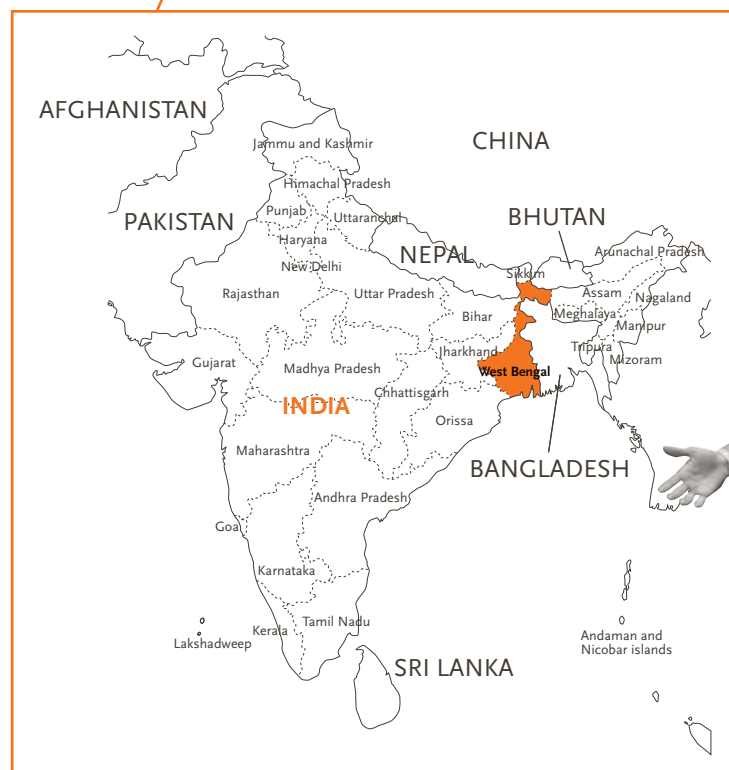 AFGHANISTAN
CHINA
Jammu and Kashmir
Himachal Pradesh
Punjab
PAKISTAN
Uttaranchal
BHUTAN
Haryana
NEPAL
Arunachal Pradesh
New Delhi
Sikkim
Rajasthan
Uttar Pradesh
Assam
Nagaland
Bihar
Meghalaya
Manipur
Jharkhand
Tripura
Mizoram
Gujarat
Madhya Pradesh
West Bengal
Chhattisgarh
INDIA
Orissa
Maharashtra
BANGLADESH
Andhra Pradesh
Goa
Karnataka
Tamil Nadu
Kerala
Lakshadweep
Andaman and
Nicobar islands
SRI LANKA